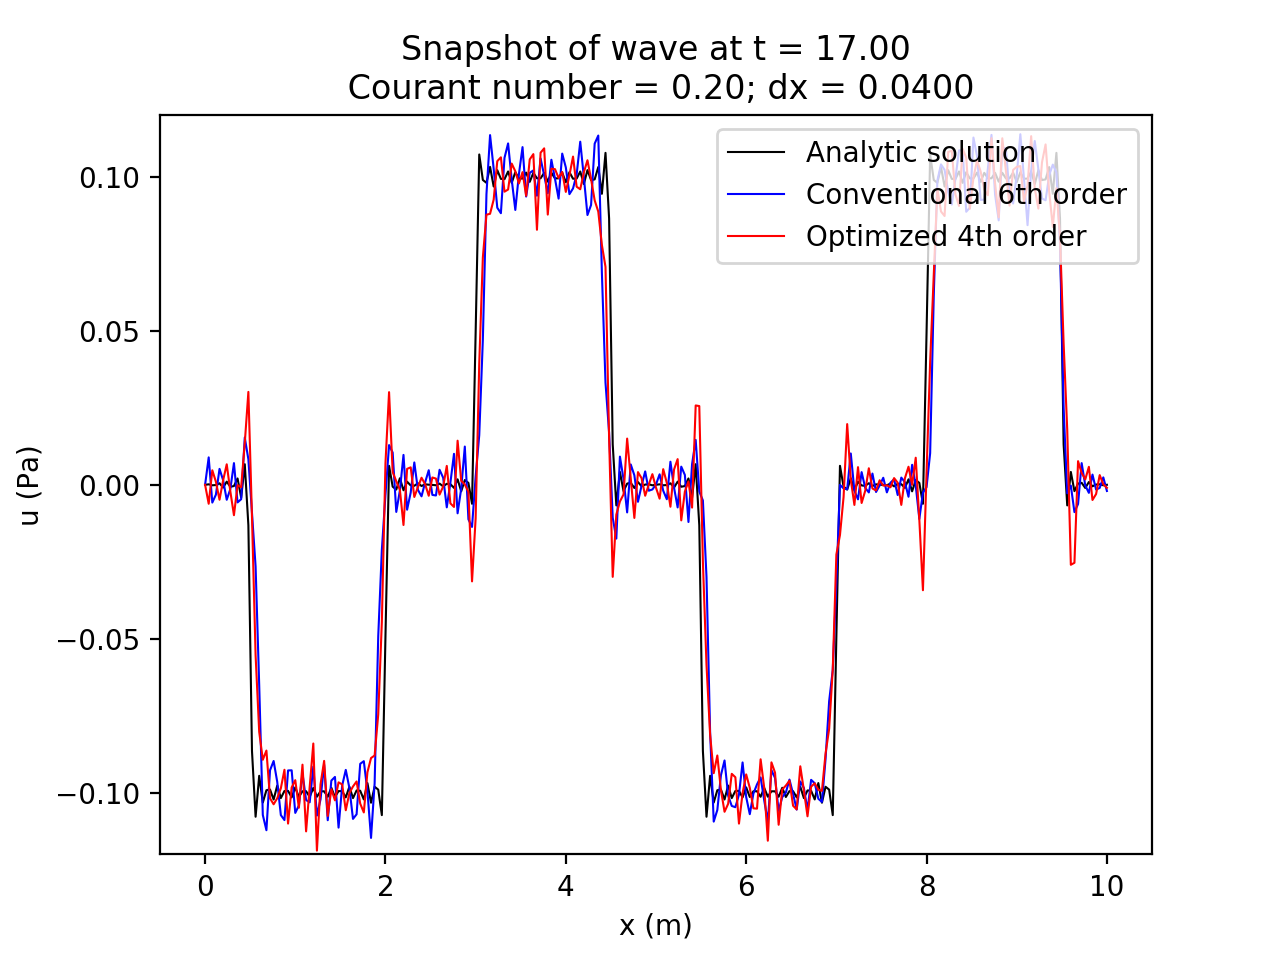 Snapshot of wave at t = 17.00
Courant number = 0.20; dx = 0.0400
Analytic solution
Conventional 6th order
Optimized 4th order
0.10
0.05
0.00
−0.05
−0.10
u (Pa)
0 2 4 6 8 10
x (m)